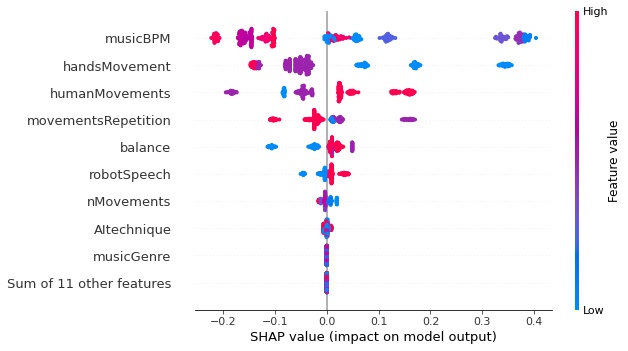 High
musicBPM
handsMovement
humanMovements
movementsRepetition
balance
robotSpeech
nMovements
AItechnique
musicGenre
Sum of 11 other features
Feature value
Low
−0.2 −0.1 0.0 0.1 0.2 0.3 0.4
SHAP value (impact on model output)